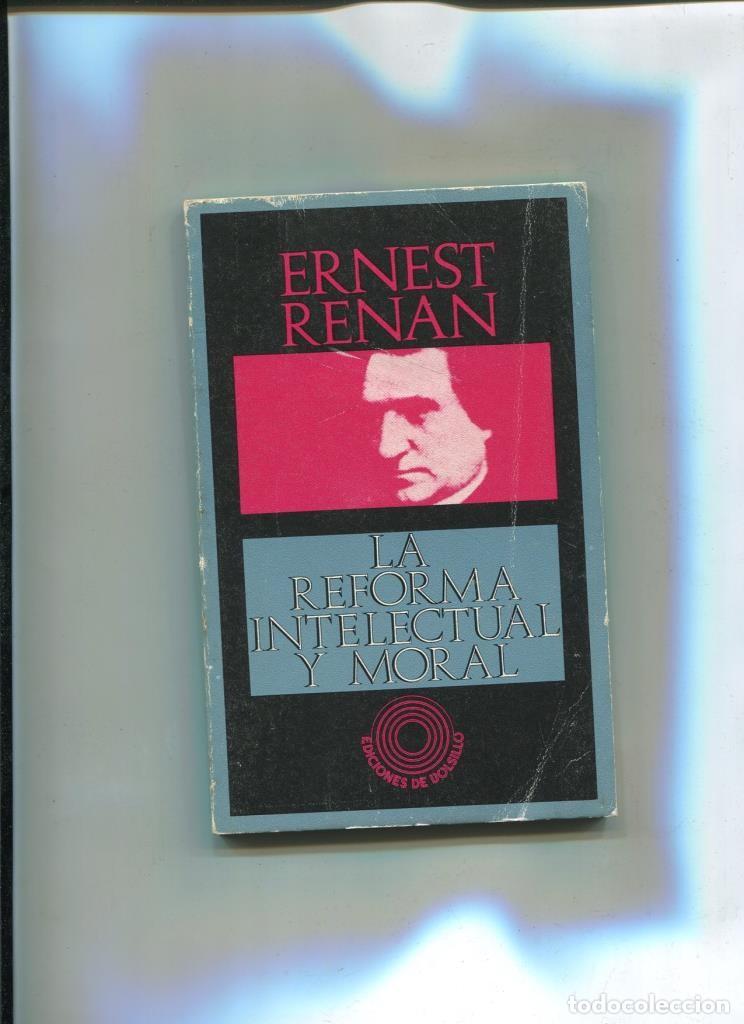 ERNEST
RENAN
LA
REFORMA
INTELECTUAL
Y MORAL
EDICIONES DE BOLSILLO
todocoleccion